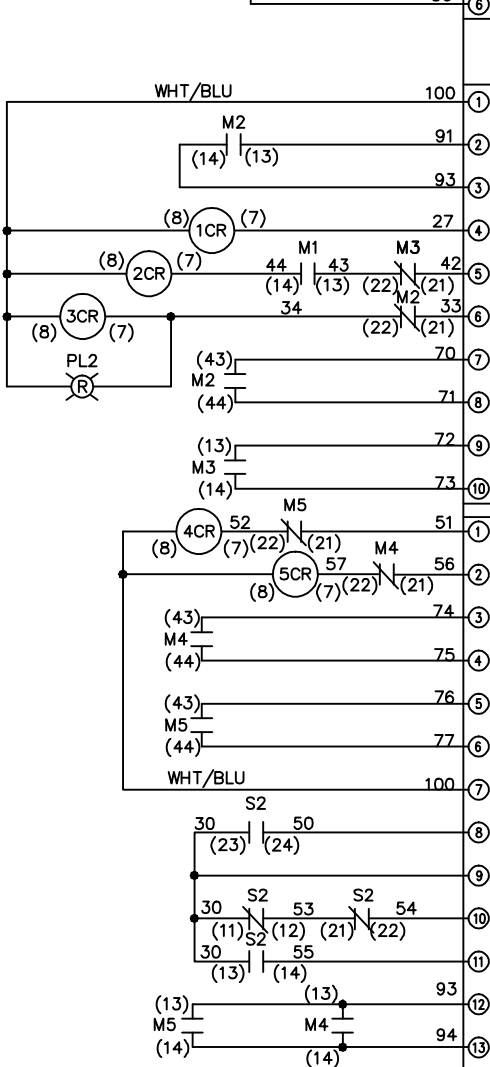 6
WHT/BLU 100 1
M2 91 2
(14) (13)
93 3
(8) 1CR (7) 27 4
(8) 2CR (7) 44 M1 43 M3 42 5
(14) (13) (22) (21)
3CR 34 M2 33 6
(8) (7) (22) (21)
PL2
R
(43) 70 7
M2
(44) 71 8
(13) 72 9
M3
(14) 73 10
4CR 52 M5 51 1
(8) (7) (22) (21)
5CR 57 M4 56 2
(8) (7) (22) (21)
(43) 74 3
M4
(44) 75 4
(43) 76 5
M5
(44) 77 6
WHT/BLU 100 7
S2
30 50 8
(23) (24)
9
S2 S2
30 53 54 10
(11) (12) (21) (22)
S2
30 55 11
(13) (14)
(13) (13) 93 12
M5 M4
(14) (14) 94 13